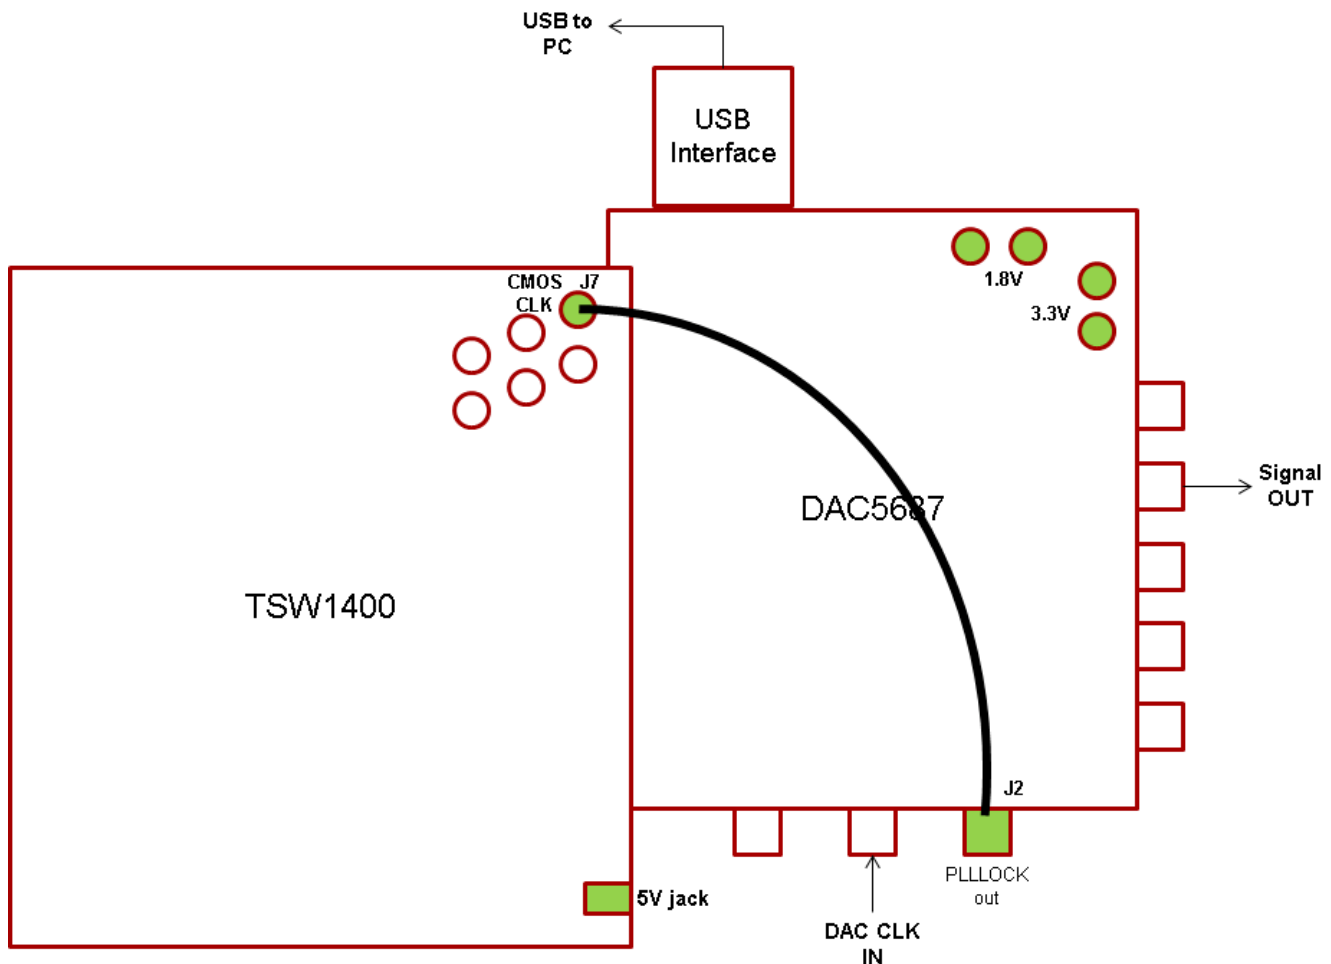 USB to
PC
USB
Interface
1.8V
3.3V
CMOS
CLK
J7
DAC5687
Signal
OUT
TSW1400
J2
PLLLOCK
out
5V jack
DAC CLK
IN